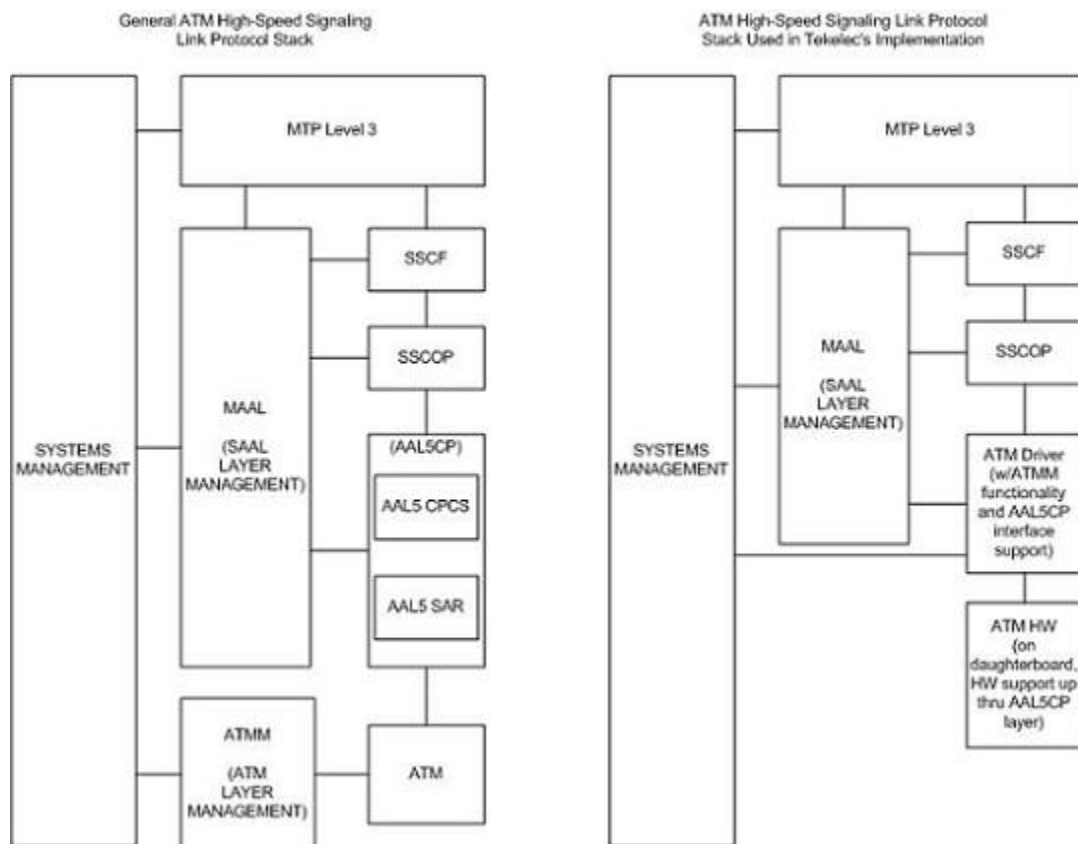 General ATM High-Speed Signaling
Link Protocol Stack
MTP Level 3
SSCF
SSCOP
MAAL
(SAAL
LAYER
MANAGEMENT)
SYSTEMS
MANAGEMENT
(AAL5CP)
AAL5 CPCS
AAL5 SAR
ATMM
(ATM
LAYER
MANAGEMENT)
ATM
ATM High-Speed Signaling Link Protocol
Stack Used in Tekelec's Implementation
MTP Level 3
SSCF
SSCOP
MAAL
(SAAL
LAYER
MANAGEMENT)
SYSTEMS
MANAGEMENT
ATM Driver
(w/ATMM
functionality
and AAL5CP
interface
support)
ATM HW
(on
daughterboard,
HW support up
thru AAL5CP
layer)